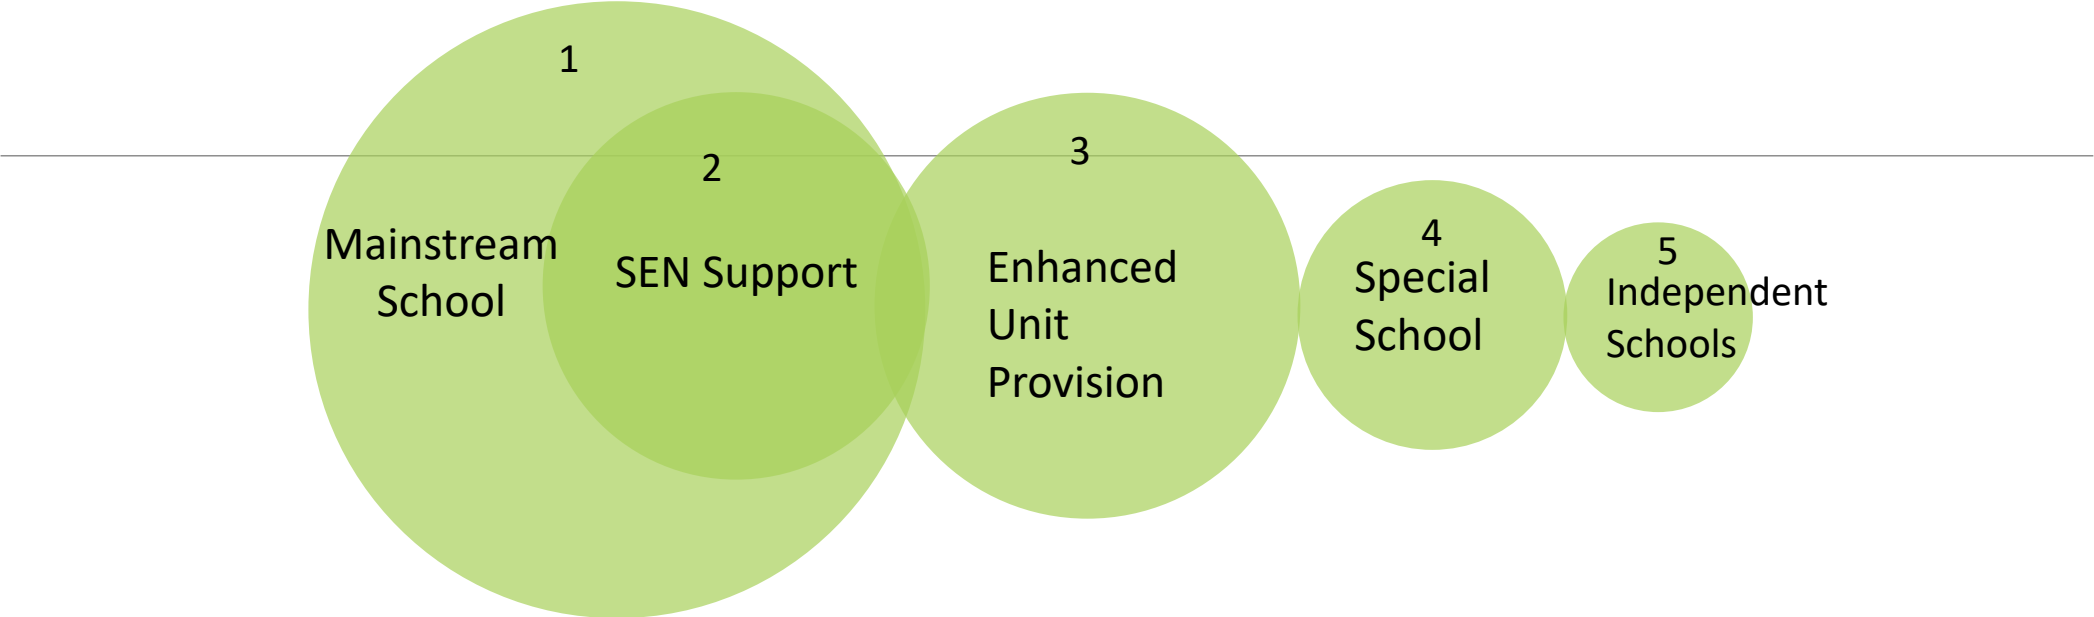 1
Mainstream
School
2
SEN Support
3
Enhanced
Unit
Provision
4
Special
School
5
Independent
Schools